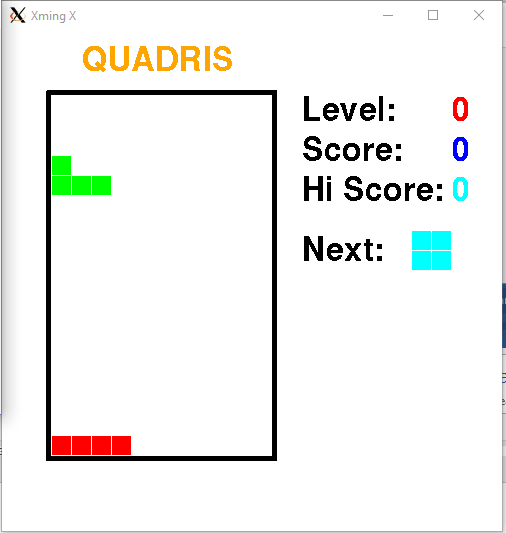 Xming X
QUADRIS
Level: 0
Score: 0
Hi Score: 0
Next: